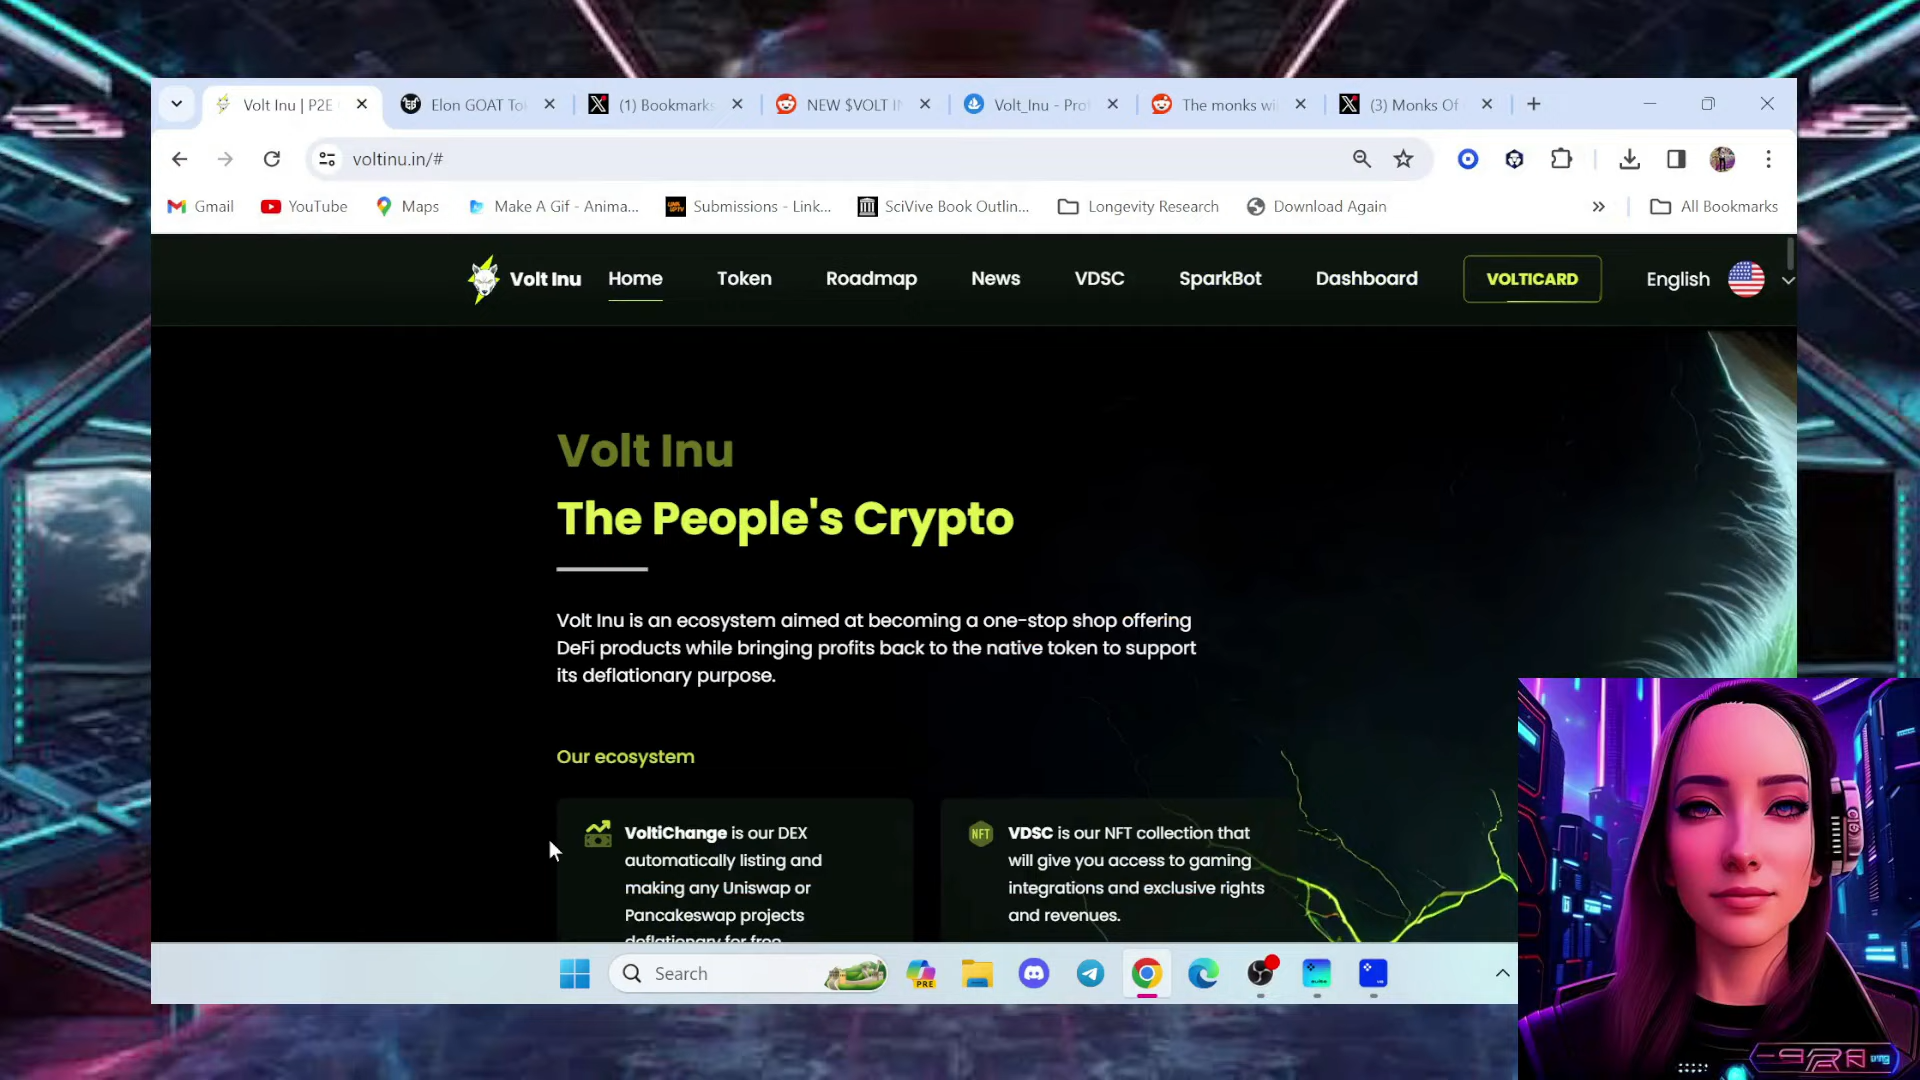 Volt Inu | P2E
Elon GOAT To
(1) Bookmarks
NEW $VOLT I
Volt_Inu - Pro
The monks wi
(3) Monks Of
voltinu.in/#
Gmail
YouTube
Maps
Make A Gif - Anima...
Submissions - Link...
SciVive Book Outlin...
Longevity Research
Download Again
All Bookmarks
Volt Inu
Home
Token
Roadmap
News
VDSC
SparkBot
Dashboard
VOLTICARD
English
Volt Inu
The People's Crypto
Volt Inu is an ecosystem aimed at becoming a one-stop shop offering
DeFi products while bringing profits back to the native token to support
its deflationary purpose.
Our ecosystem
VoltiChange is our DEX
automatically listing and
making any Uniswap or
Pancakeswap projects
deflationary for free
NFT
VDSC is our NFT collection that
will give you access to gaming
integrations and exclusive rights
and revenues.
Search
PRE